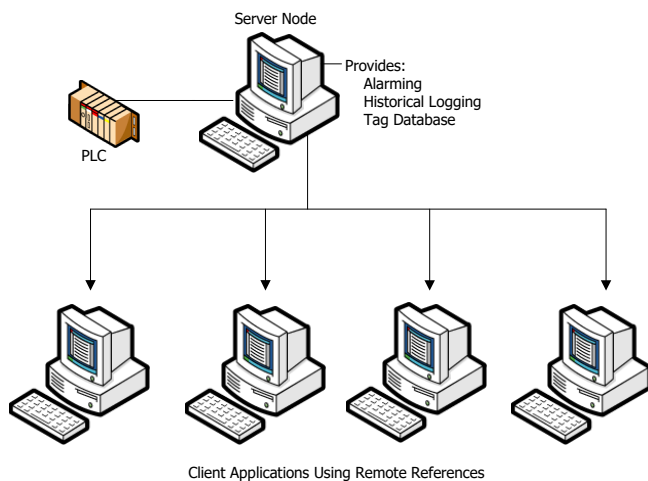 Server Node
Provides:
Alarming
Historical Logging
Tag Database
PLC
Client Applications Using Remote References